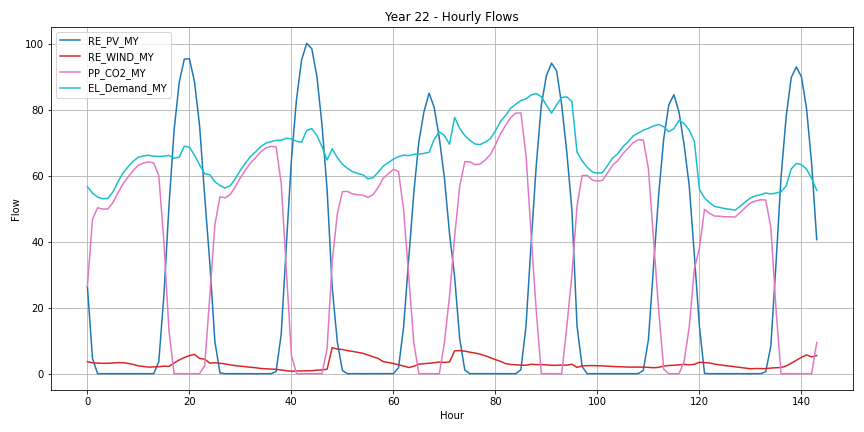 Year 22 - Hourly Flows
RE_PV_MY
RE_WIND_MY
PP_CO2_MY
EL_Demand_MY
100
80
60
40
20
0
Flow
0 20 40 60 80 100 120 140
Hour